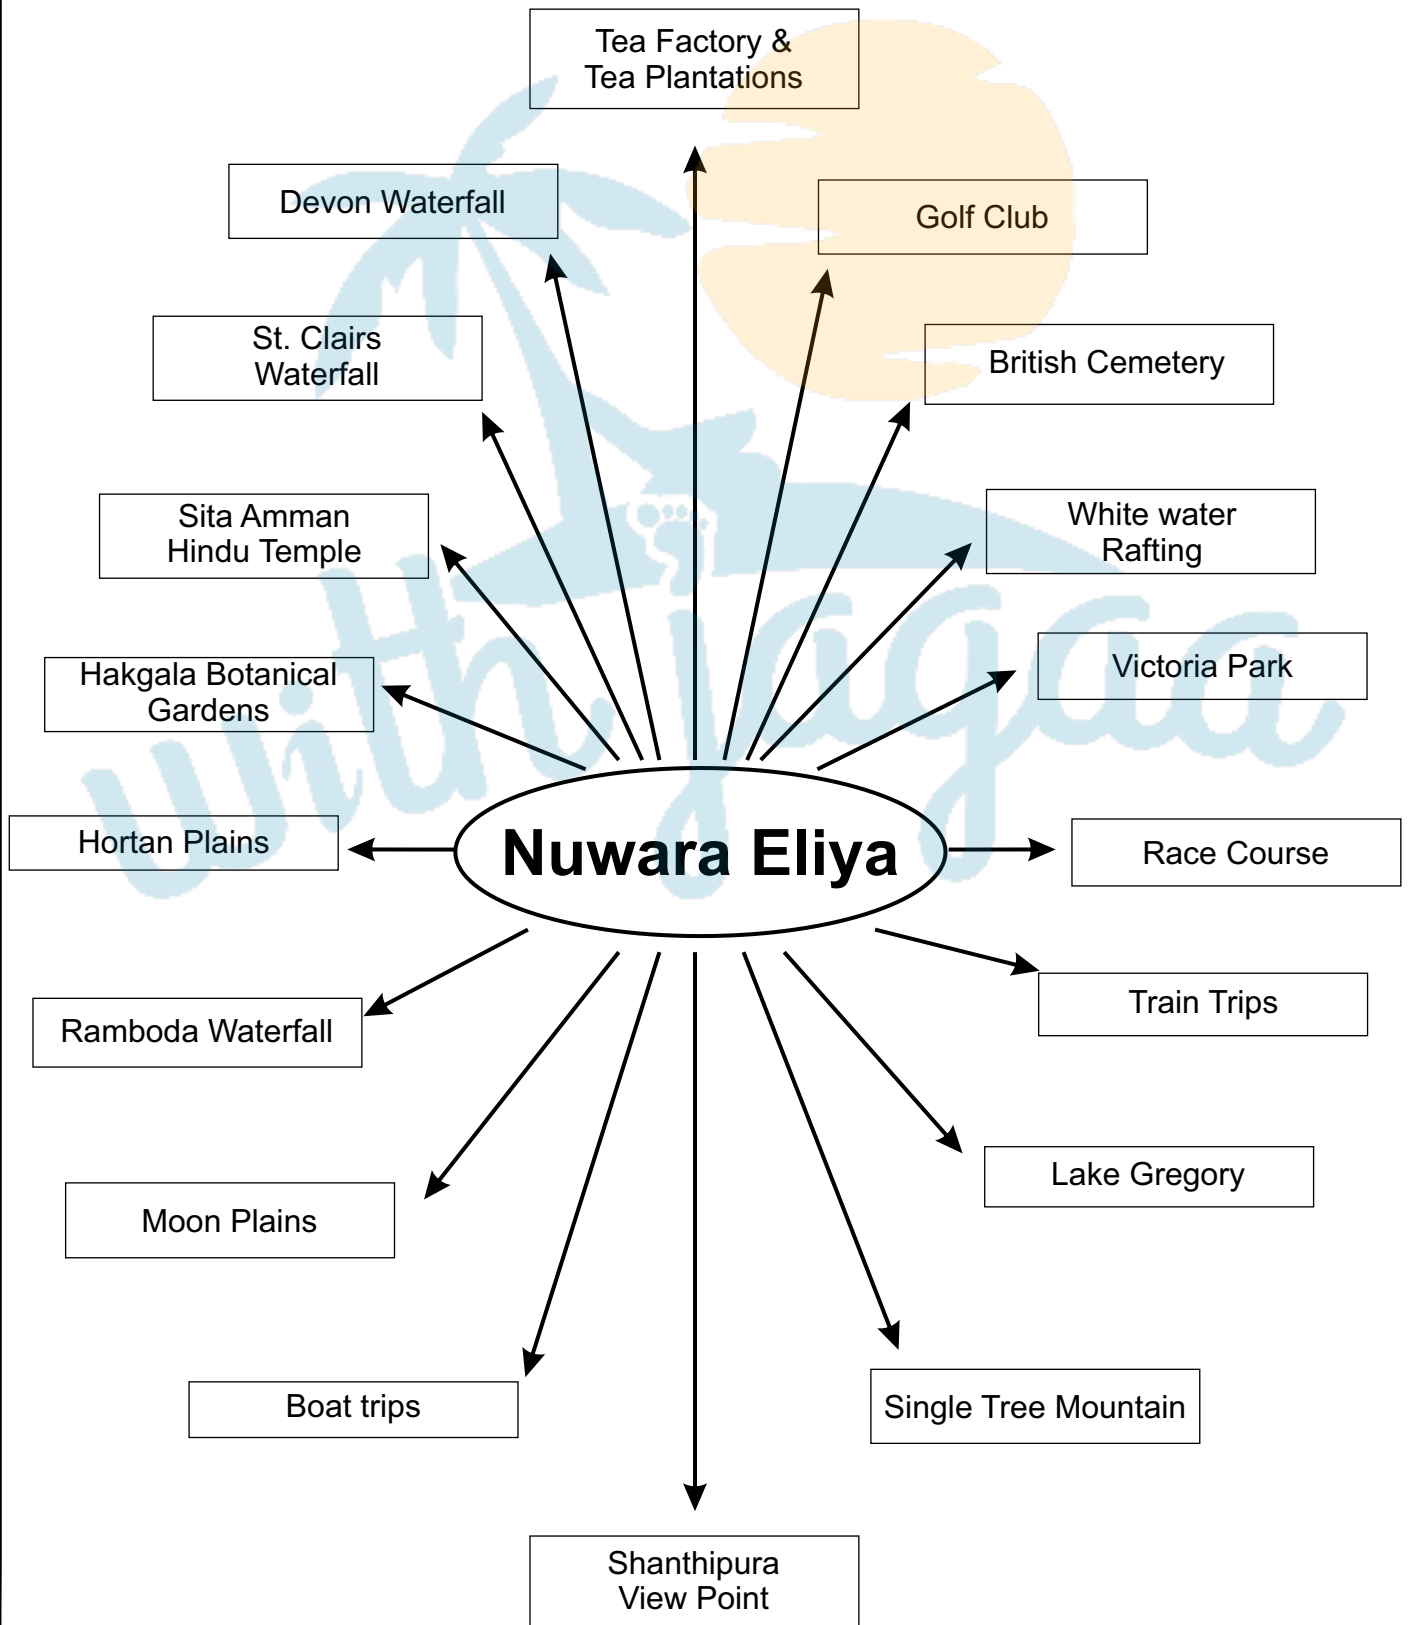 Tea Factory &
Tea Plantations
Devon Waterfall
Golf Club
St. Clairs
Waterfall
British Cemetery
Sita Amman
Hindu Temple
White water
Rafting
Hakgala Botanical
Gardens
Victoria Park
with jagaa
Hortan Plains
Nuwara Eliya
Race Course
Ramboda Waterfall
Train Trips
Moon Plains
Lake Gregory
Boat trips
Single Tree Mountain
Shanthipura
View Point